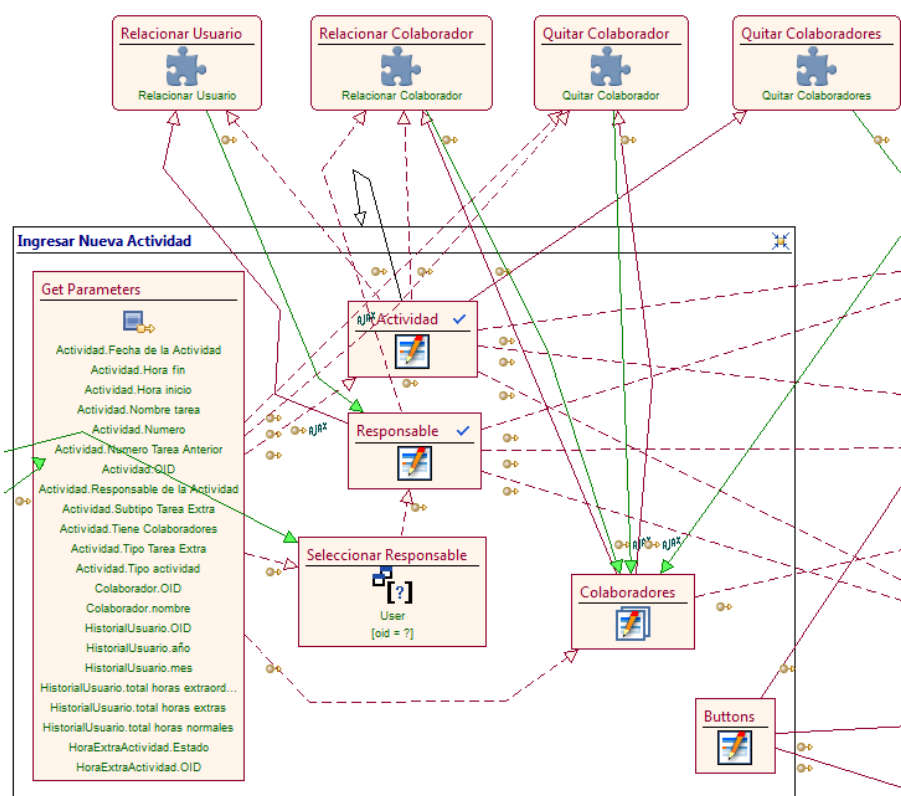 Relacionar Usuario
Relacionar Usuario
Relacionar Colaborador
Relacionar Colaborador
Quitar Colaborador
Quitar Colaborador
Quitar Colaboradores
Quitar Colaboradores
Ingresar Nueva Actividad
Get Parameters
Actividad.Fecha de la Actividad
Actividad.Hora fin
Actividad.Hora inicio
Actividad.Nombre tarea
Actividad.Numero
Actividad.Numero Tarea Anterior
Actividad.OID
Actividad.Responsable de la Actividad
Actividad.Subtipo Tarea Extra
Actividad.Tiene Colaboradores
Actividad.Tipo Tarea Extra
Actividad.Tipo actividad
Colaborador.OID
Colaborador.nombre
HistorialUsuario.OID
HistorialUsuario.año
HistorialUsuario.mes
HistorialUsuario.total horas extraord...
HistorialUsuario.total horas extras
HistorialUsuario.total horas normales
HoraExtraActividad.Estado
HoraExtraActividad.OID
AJAX
Actividad
AJAX
Responsable
Seleccionar Responsable
[?]
User
[oid = ?]
AJAX
AJAX
Colaboradores
Buttons